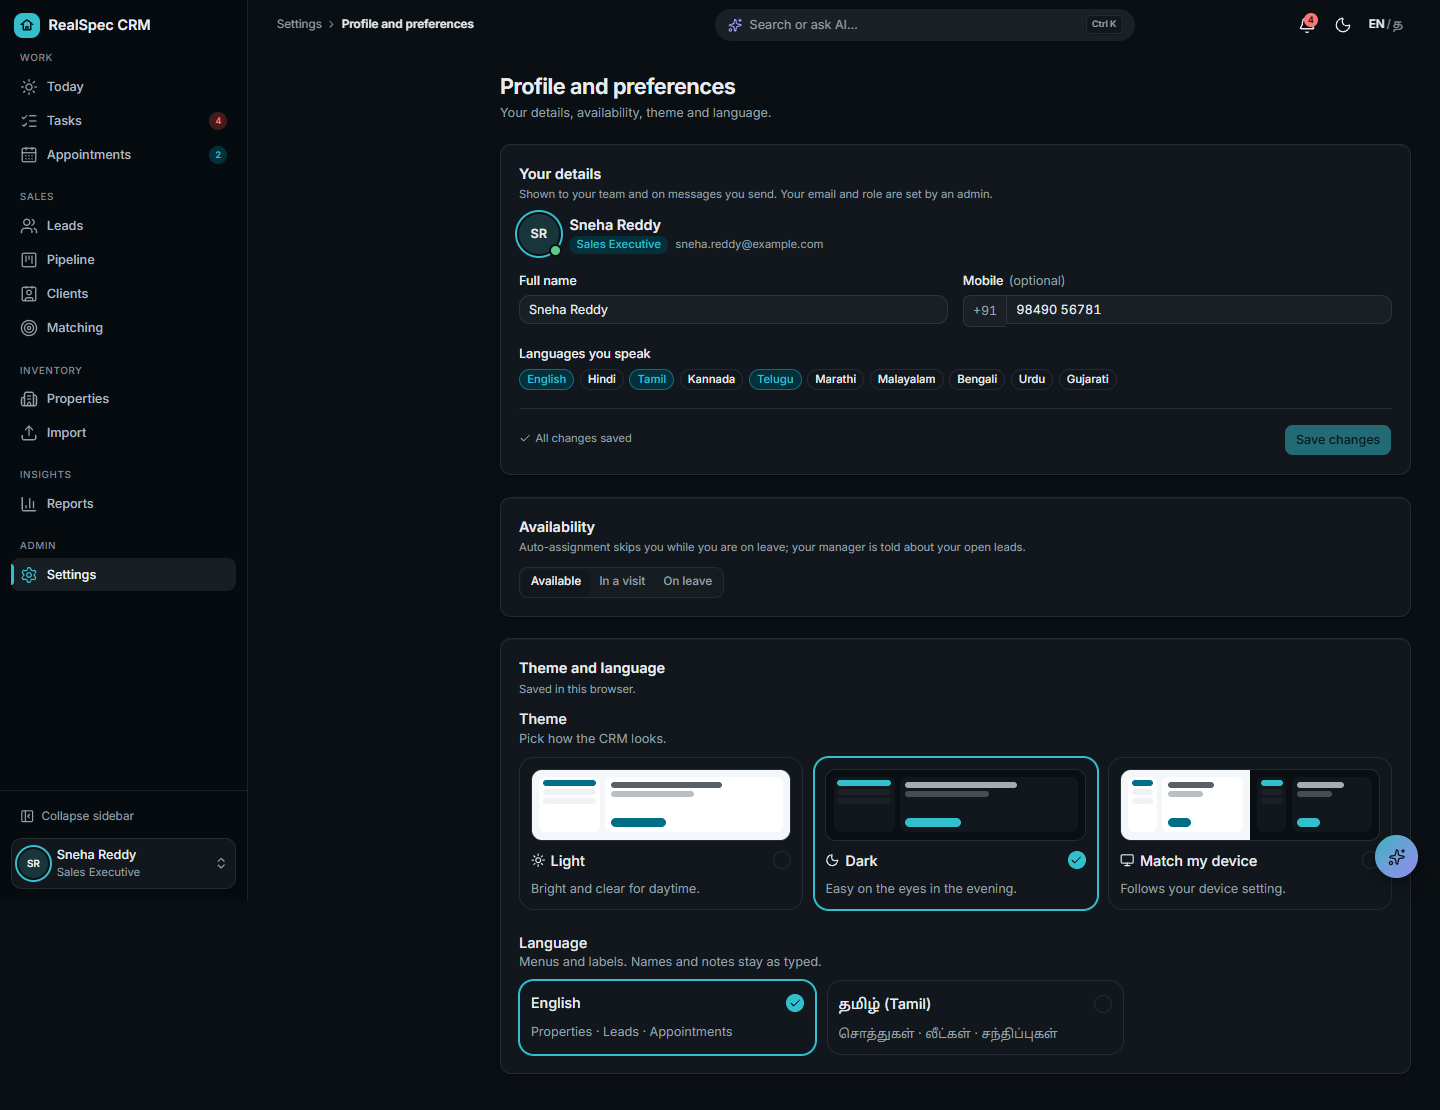 RealSpec CRM
WORK
Today
Tasks
4
Appointments
2
SALES
Leads
Pipeline
Clients
Matching
INVENTORY
Properties
Import
INSIGHTS
Reports
ADMIN
Settings
Collapse sidebar
SR
Sneha Reddy
Sales Executive
Settings > Profile and preferences
Search or ask AI...
Ctrl K
4
EN / த
Profile and preferences
Your details, availability, theme and language.
Your details
Shown to your team and on messages you send. Your email and role are set by an admin.
SR
Sneha Reddy
Sales Executive sneha.reddy@example.com
Full name
Sneha Reddy
Mobile (optional)
+91 98490 56781
Languages you speak
English Hindi Tamil Kannada Telugu Marathi Malayalam Bengali Urdu Gujarati
All changes saved
Save changes
Availability
Auto-assignment skips you while you are on leave; your manager is told about your open leads.
Available In a visit On leave
Theme and language
Saved in this browser.
Theme
Pick how the CRM looks.
Light
Bright and clear for daytime.
Dark
Easy on the eyes in the evening.
Match my device
Follows your device setting.
Language
Menus and labels. Names and notes stay as typed.
English
Properties · Leads · Appointments
தமிழ் (Tamil)
சொத்துகள் · லீட்கள் · சந்திப்புகள்